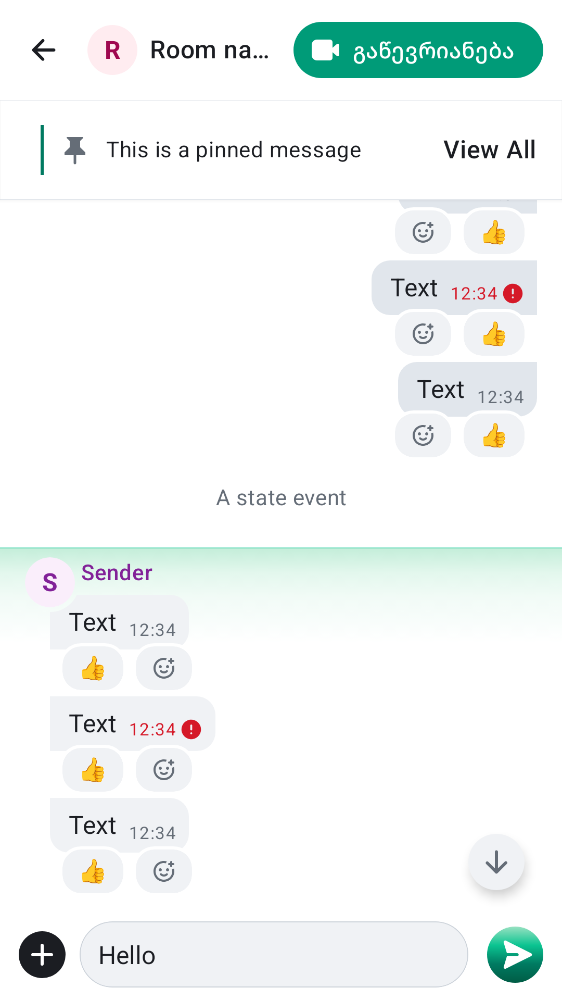 R Room na… გაწევრიანება
This is a pinned message View All
👍
Text 12:34
👍
Text 12:34
👍
A state event
S Sender
Text 12:34
👍
Text 12:34
👍
Text 12:34
👍
Hello